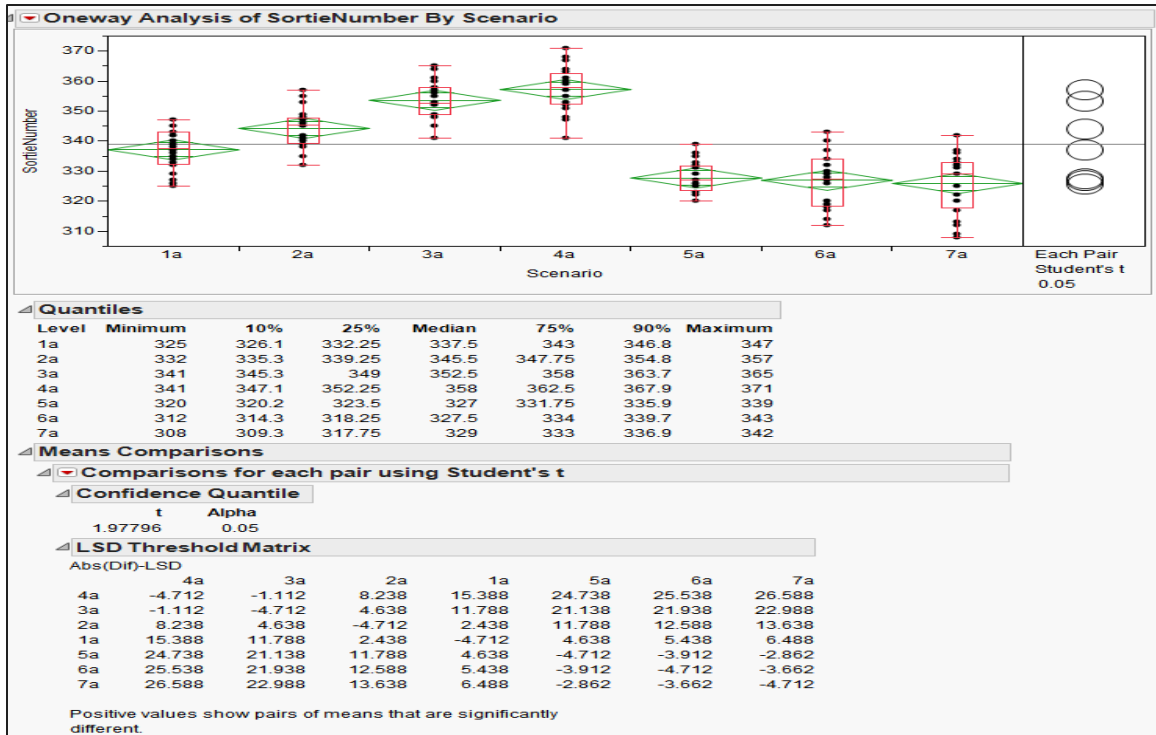 Oneway Analysis of SortieNumber By Scenario
370
360
350
340
330
320
310
SortieNumber
1a 2a 3a 4a 5a 6a 7a
Scenario
Each Pair
Student's t
0.05
Quantiles
Level Minimum 10% 25% Median 75% 90% Maximum
1a 325 326.1 332.25 337.5 343 346.8 347
2a 332 335.3 339.25 345.5 347.75 354.8 357
3a 341 345.3 349 352.5 358 363.7 365
4a 341 347.1 352.25 358 362.5 367.9 371
5a 320 320.2 323.5 327 331.75 335.9 339
6a 312 314.3 318.25 327.5 334 339.7 343
7a 308 309.3 317.75 329 333 336.9 342
Means Comparisons
Comparisons for each pair using Student's t
Confidence Quantile
t Alpha
1.97796 0.05
LSD Threshold Matrix
Abs(Dif)-LSD
4a 3a 2a 1a 5a 6a 7a
4a -4.712 -1.112 8.238 15.388 24.738 25.538 26.588
3a -1.112 -4.712 4.638 11.788 21.138 21.938 22.988
2a 8.238 4.638 -4.712 2.438 11.788 12.588 13.638
1a 15.388 11.788 2.438 -4.712 4.638 5.438 6.488
5a 24.738 21.138 11.788 4.638 -4.712 -3.912 -2.862
6a 25.538 21.938 12.588 5.438 -3.912 -4.712 -3.662
7a 26.588 22.988 13.638 6.488 -2.862 -3.662 -4.712
Positive values show pairs of means that are significantly
different.